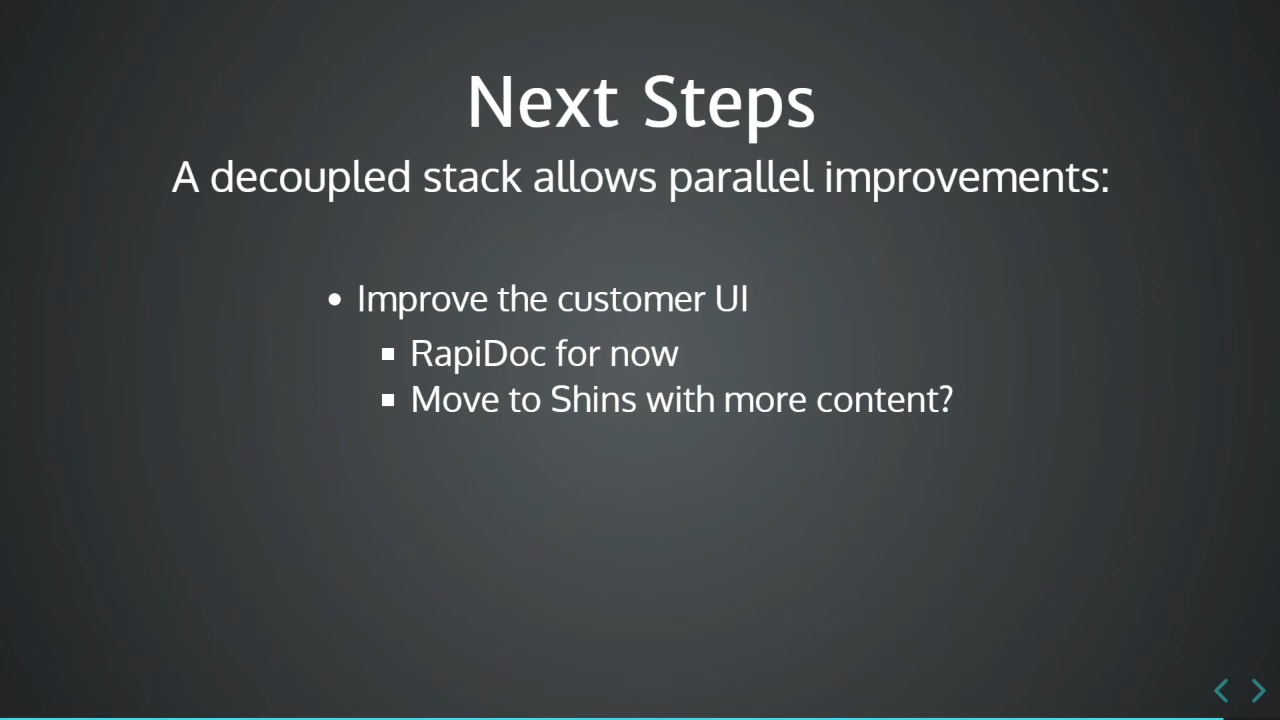 Next Steps
A decoupled stack allows parallel improvements:
• Improve the customer UI
▪ RapiDoc for now
▪ Move to Shins with more content?